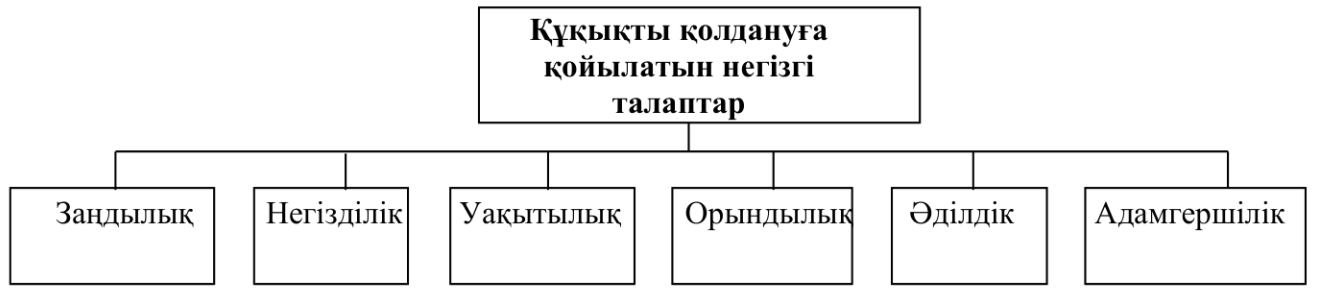 Құқықты қолдануға
қойылатын негізгі
талаптар
Заңдылық
Негізділік
Уақытылық
Орындылық
Әділдік
Адамгершілік